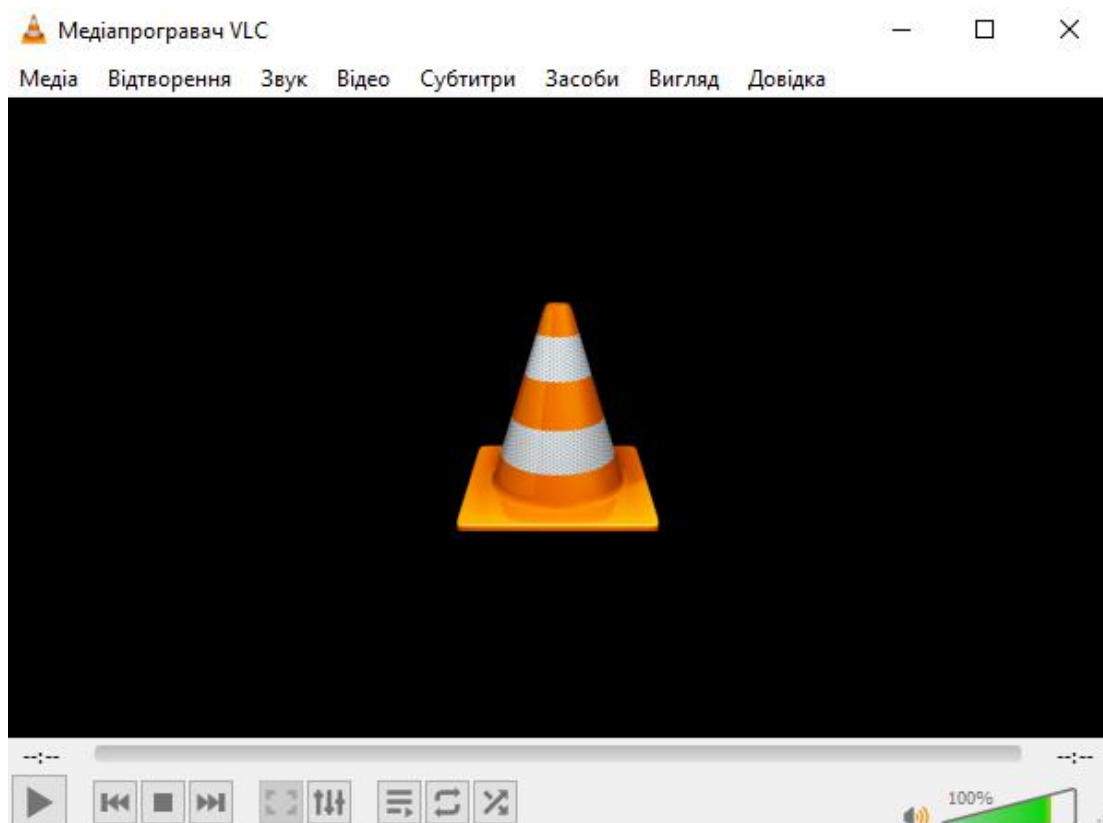 Медіапрогравач VLC
Медіа Відтворення Звук Відео Субтитри Засоби Вигляд Довідка
--:-- --:--
100%